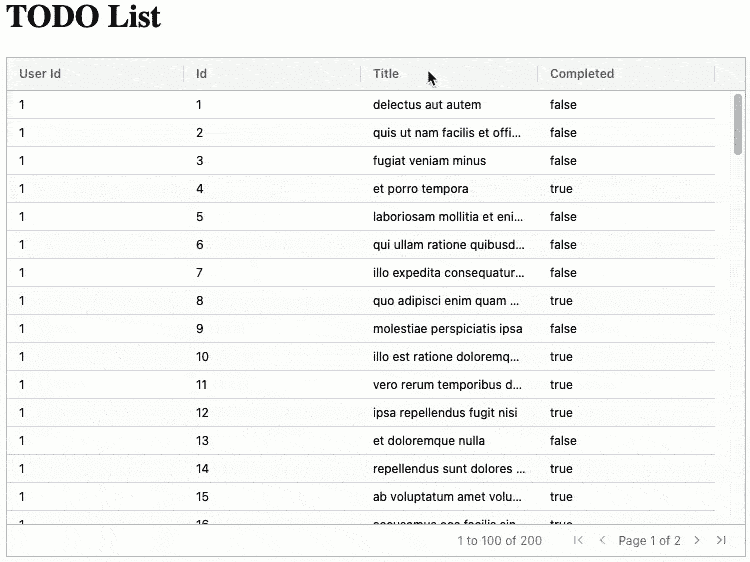 TODO List
User Id Id Title Completed
1 1 delectus aut autem false
1 2 quis ut nam facilis et offi... false
1 3 fugiat veniam minus false
1 4 et porro tempora true
1 5 laboriosam mollitia et eni... false
1 6 qui ullam ratione quibusd... false
1 7 illo expedita consequatur... false
1 8 quo adipisci enim quam ... true
1 9 molestiae perspiciatis ipsa false
1 10 illo est ratione doloremq... true
1 11 vero rerum temporibus d... true
1 12 ipsa repellendus fugit nisi true
1 13 et doloremque nulla false
1 14 repellendus sunt dolores ... true
1 15 ab voluptatum amet volu... true
1 to 100 of 200 Page 1 of 2